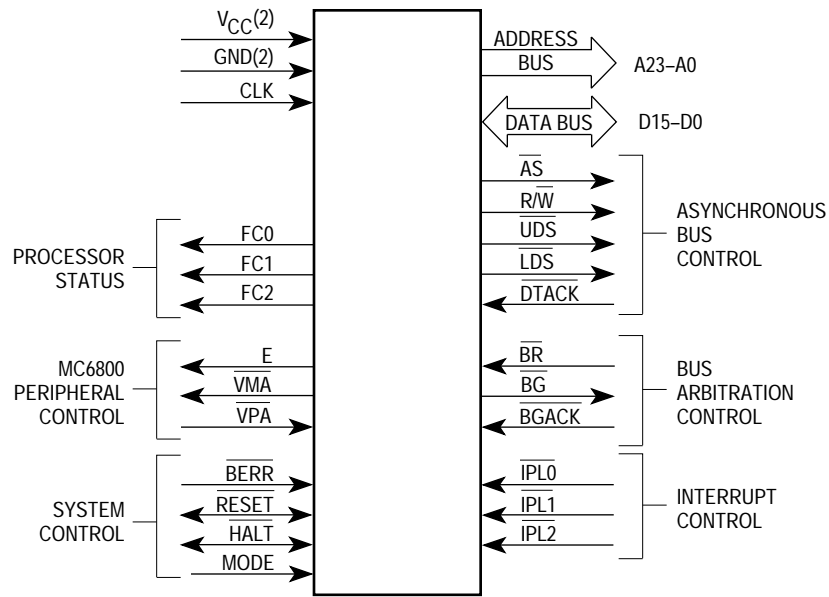 VCC(2)
GND(2)
CLK
ADDRESS
BUS
A23–A0
DATA BUS
D15–D0
PROCESSOR
STATUS
FC0
FC1
FC2
AS
R/W
UDS
LDS
DTACK
ASYNCHRONOUS
BUS
CONTROL
MC6800
PERIPHERAL
CONTROL
E
VMA
VPA
BR
BG
BGACK
BUS
ARBITRATION
CONTROL
SYSTEM
CONTROL
BERR
RESET
HALT
MODE
IPL0
IPL1
IPL2
INTERRUPT
CONTROL